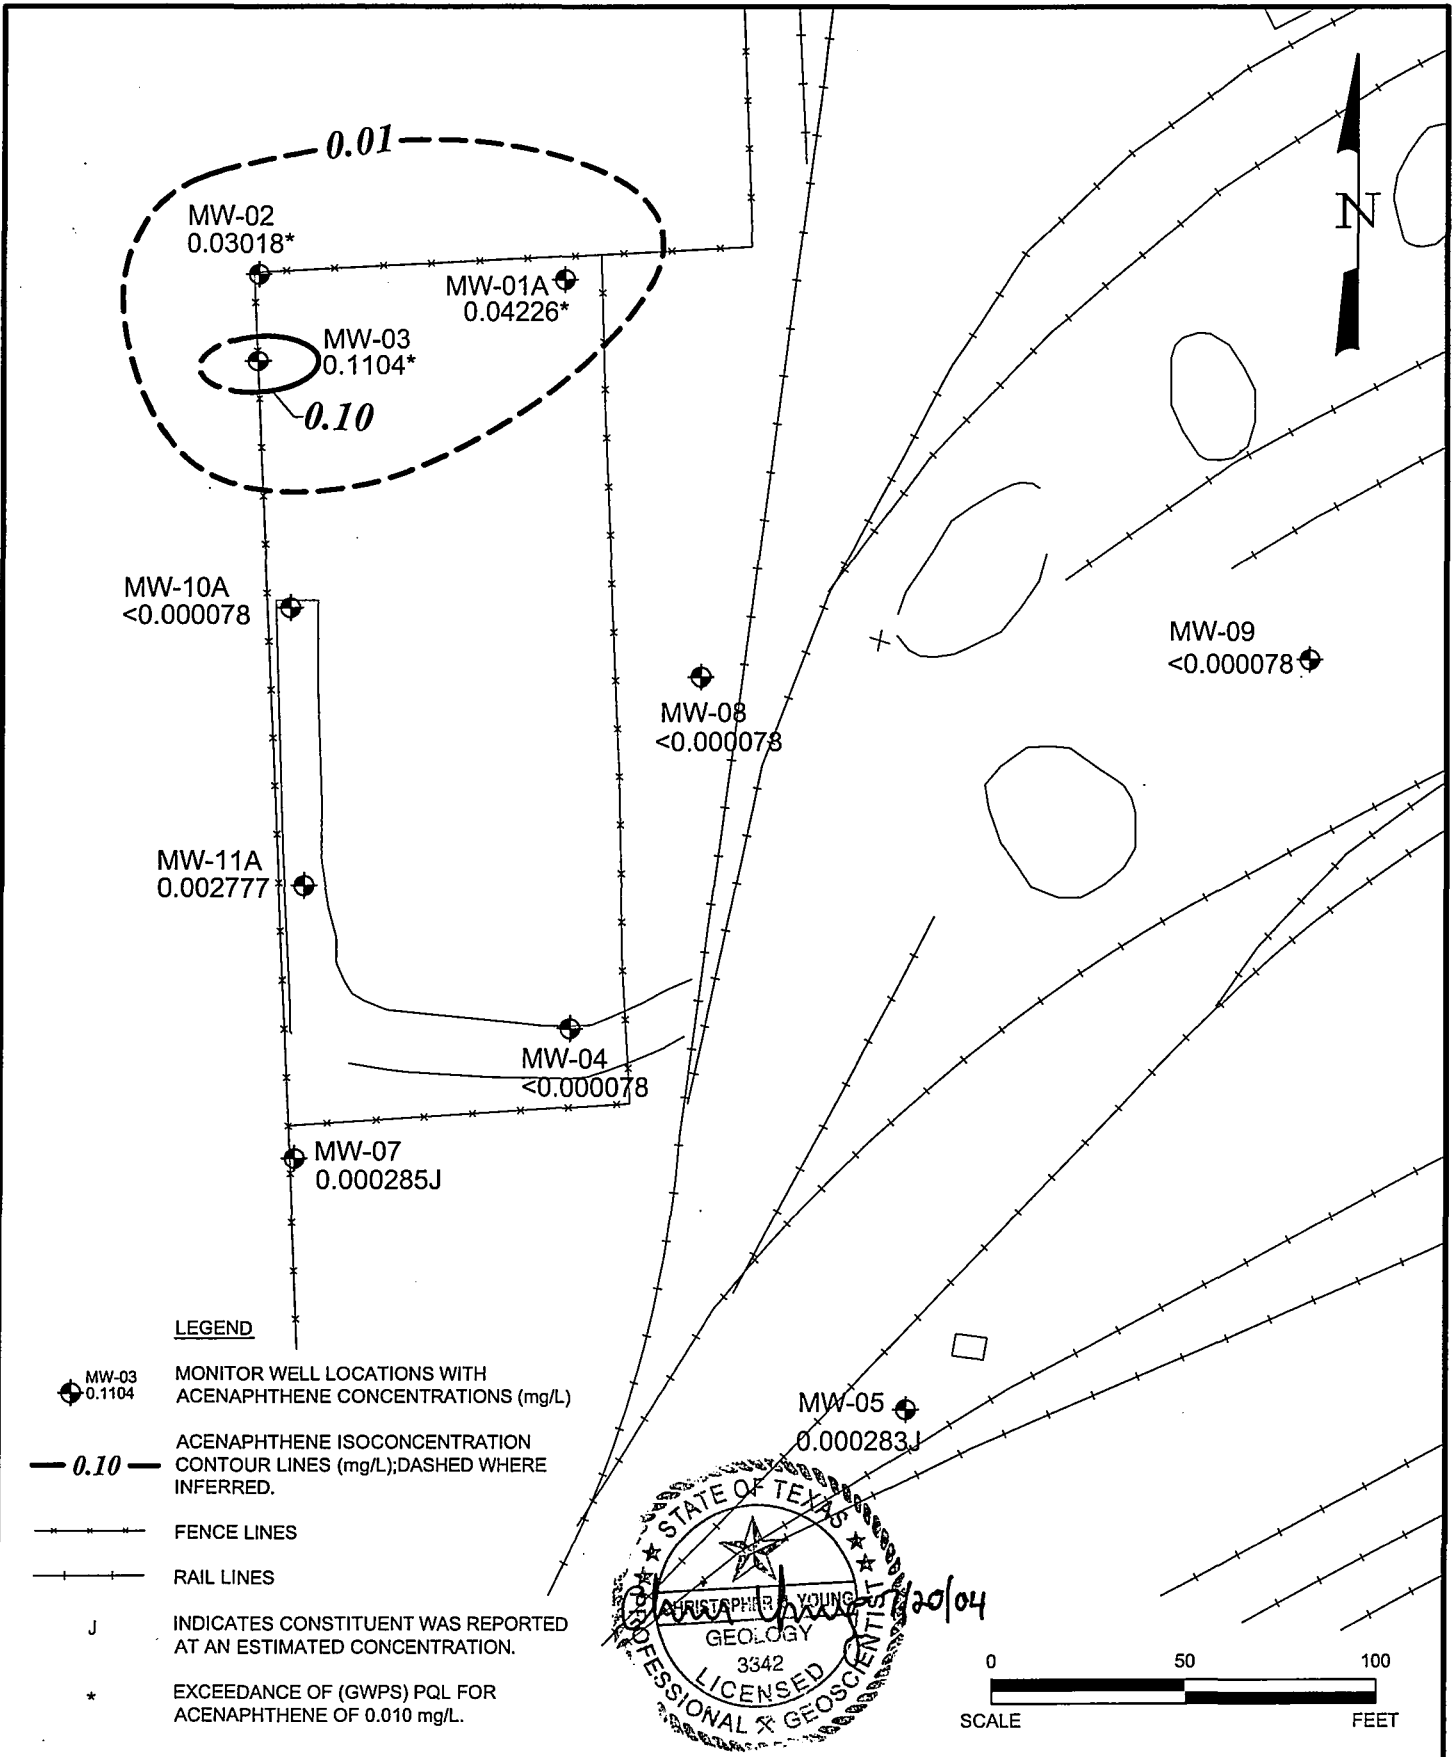 0.01
N
MW-02
0.03018*
MW-01A
0.04226*
MW-03
0.1104*
0.10
MW-10A
<0.000078
MW-09
<0.000078
MW-08
<0.000078
MW-11A
0.002777
MW-04
<0.000078
MW-07
0.000285J
MW-05
0.000283J
LEGEND
MW-03
0.1104
MONITOR WELL LOCATIONS WITH
ACENAPHTHENE CONCENTRATIONS (mg/L)
0.10
ACENAPHTHENE ISOCONCENTRATION
CONTOUR LINES (mg/L);DASHED WHERE
INFERRED.
FENCE LINES
RAIL LINES
J
INDICATES CONSTITUENT WAS REPORTED
AT AN ESTIMATED CONCENTRATION.
*
EXCEEDANCE OF (GWPS) PQL FOR
ACENAPHTHENE OF 0.010 mg/L.
STATE OF TEXAS
CHRISTOPHER YOUNG
GEOLOGY
3342
LICENSED
PROFESSIONAL GEOSCIENTIST
/20/04
0 50 100
SCALE FEET